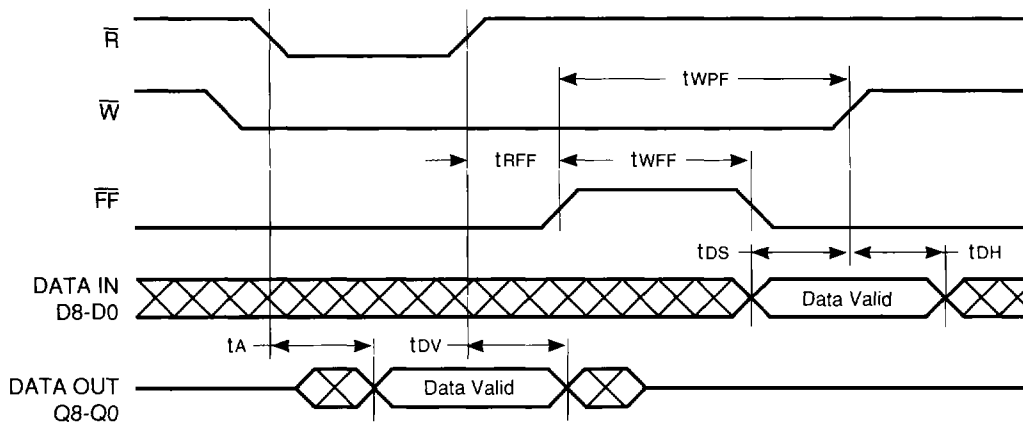 R̅
tWPF
W̅
tRFF
tWFF
F̅F̅
tDS
tDH
DATA IN
D8-D0
Data Valid
tA
tDV
DATA OUT
Q8-Q0
Data Valid